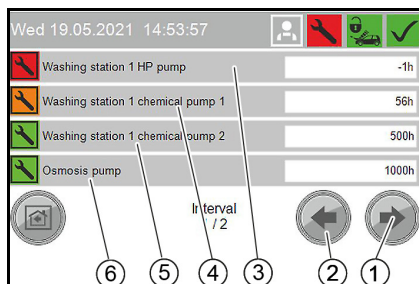 Wed 19.05.2021 14:53:57
Washing station 1 HP pump -1h
Washing station 1 chemical pump 1 56h
Washing station 1 chemical pump 2 500h
Osmosis pump 1000h
Interval
/ 2
6 5 4 3 2 1